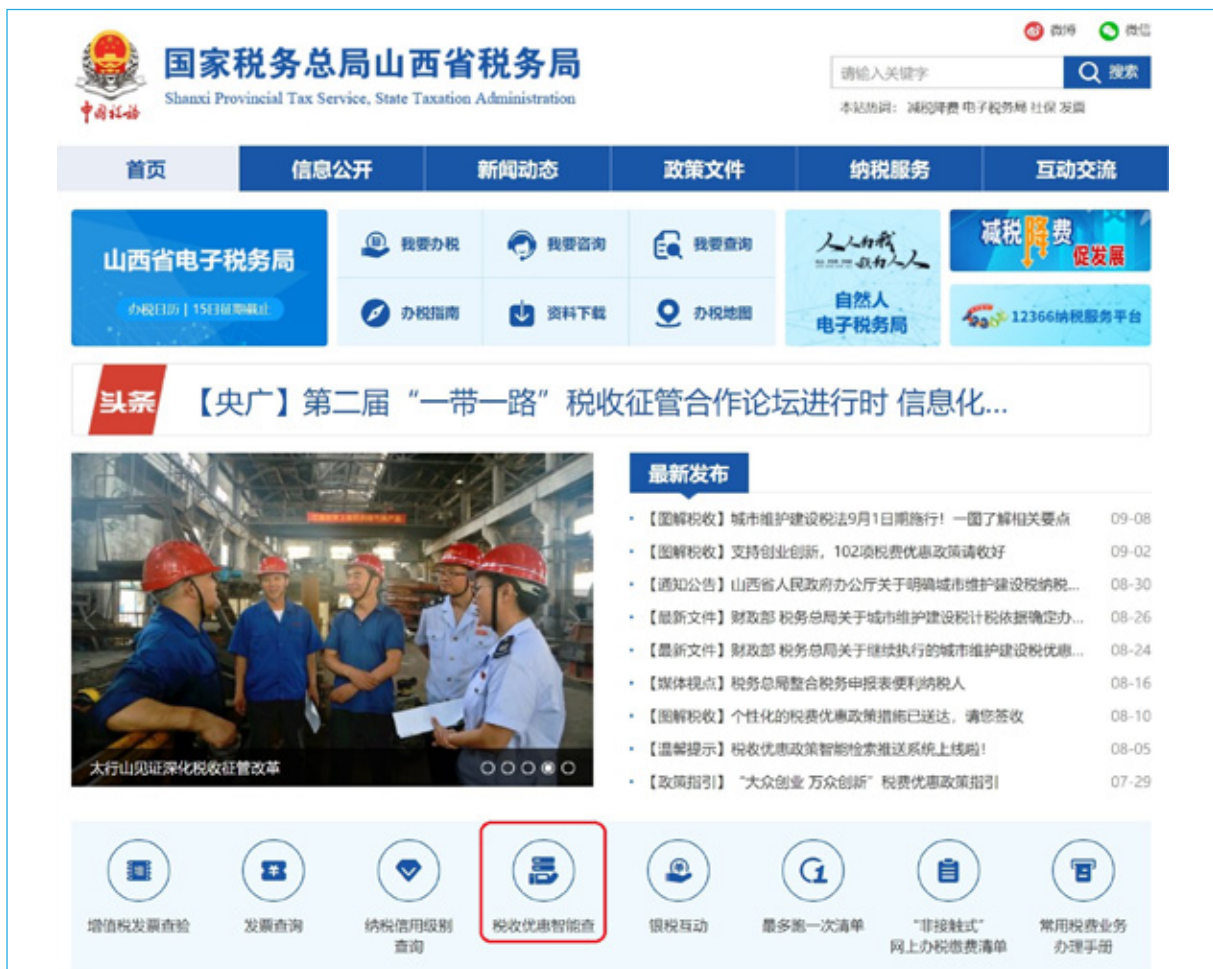 微博 微信
中国税务
国家税务总局山西省税务局
Shanxi Provincial Tax Service, State Taxation Administration
请输入关键字 搜索
本站热词： 减税降费 电子税务局 社保 发票
首页 信息公开 新闻动态 政策文件 纳税服务 互动交流
山西省电子税务局
办税日历 | 15日征期截止
我要办税 我要咨询 我要查询
办税指南 资料下载 办税地图
人人为我
我为人人
自然人
电子税务局
减税降费
促发展
12366纳税服务平台
头条 【央广】第二届“一带一路”税收征管合作论坛进行时 信息化...
太行山见证深化税收征管改革
最新发布
【图解税收】城市维护建设税法9月1日期施行！一图了解相关要点 09-08
【图解税收】支持创业创新，102项税费优惠政策请收好 09-02
【通知公告】山西省人民政府办公厅关于明确城市维护建设税纳税... 08-30
【最新文件】财政部 税务总局关于城市维护建设税计税依据确定办... 08-26
【最新文件】财政部 税务总局关于继续执行的城市维护建设税优惠... 08-24
【媒体视点】税务总局整合税务申报表便利纳税人 08-16
【图解税收】个性化的税费优惠政策措施已送达，请您签收 08-10
【温馨提示】税收优惠政策智能检索推送系统上线啦！ 08-05
【政策指引】“大众创业 万众创新”税费优惠政策指引 07-29
增值税发票查验 发票查询 纳税信用级别
查询 税收优惠智能查 银税互动 最多跑一次清单 “非接触式”
网上办税缴费清单 常用税费业务
办理手册